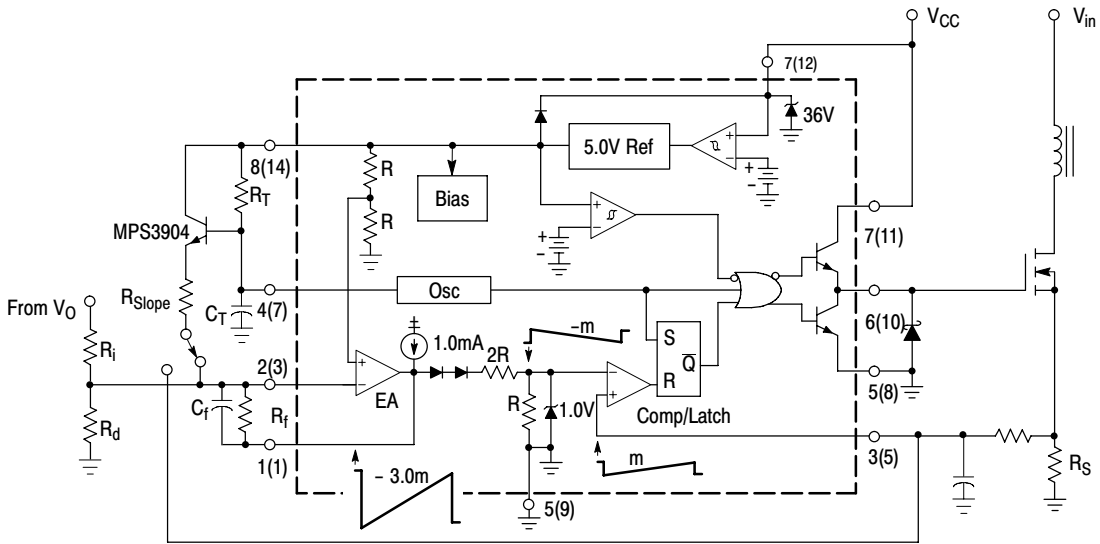 V_CC
V_in
7(12)
36V
5.0V Ref
+
−
+
−
8(14)
R_T
R
Bias
R
+
−
+
−
MPS3904
7(11)
R_Slope
Osc
From V_O
C_T
4(7)
6(10)
1.0mA
2R
−m
S
Q̅
R
R_i
2(3)
+
−
EA
−
+
5(8)
C_f
R_f
R
1.0V
Comp/Latch
R_d
1(1)
3(5)
m
− 3.0m
R_S
5(9)